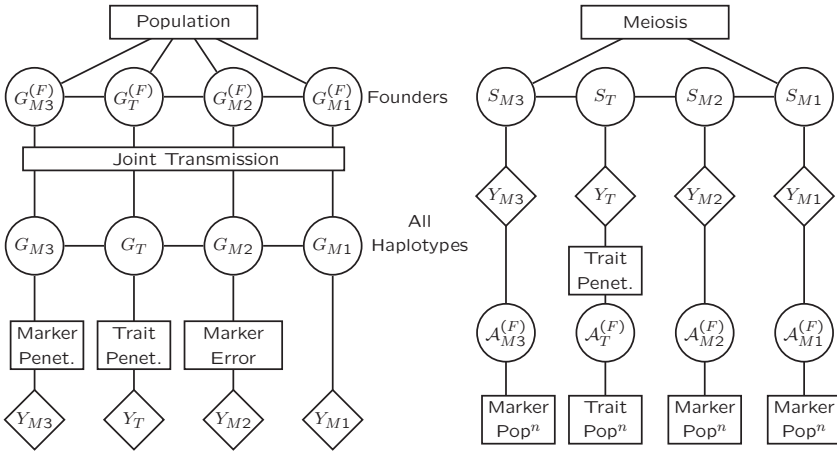 Population
G_{M3}^{(F)} G_T^{(F)} G_{M2}^{(F)} G_{M1}^{(F)} Founders
Joint Transmission
All
Haplotypes
G_{M3} G_T G_{M2} G_{M1}
Marker
Penet.
Trait
Penet.
Marker
Error
Y_{M3} Y_T Y_{M2} Y_{M1}
Meiosis
S_{M3} S_T S_{M2} S_{M1}
Y_{M3} Y_T Y_{M2} Y_{M1}
Trait
Penet.
A_{M3}^{(F)} A_T^{(F)} A_{M2}^{(F)} A_{M1}^{(F)}
Marker
Pop^n
Trait
Pop^n
Marker
Pop^n
Marker
Pop^n